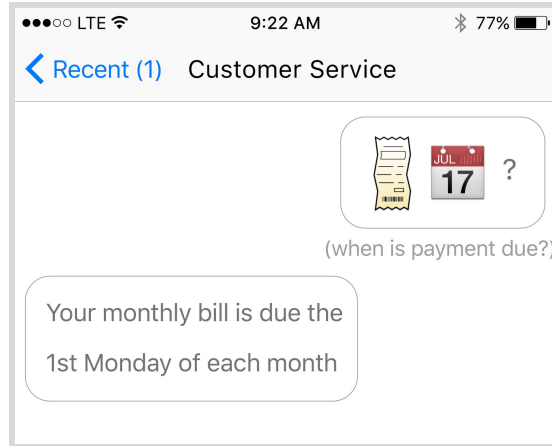 LTE 9:22 AM 77%
Recent (1) Customer Service
JUL
17 ?
(when is payment due?)
Your monthly bill is due the
1st Monday of each month